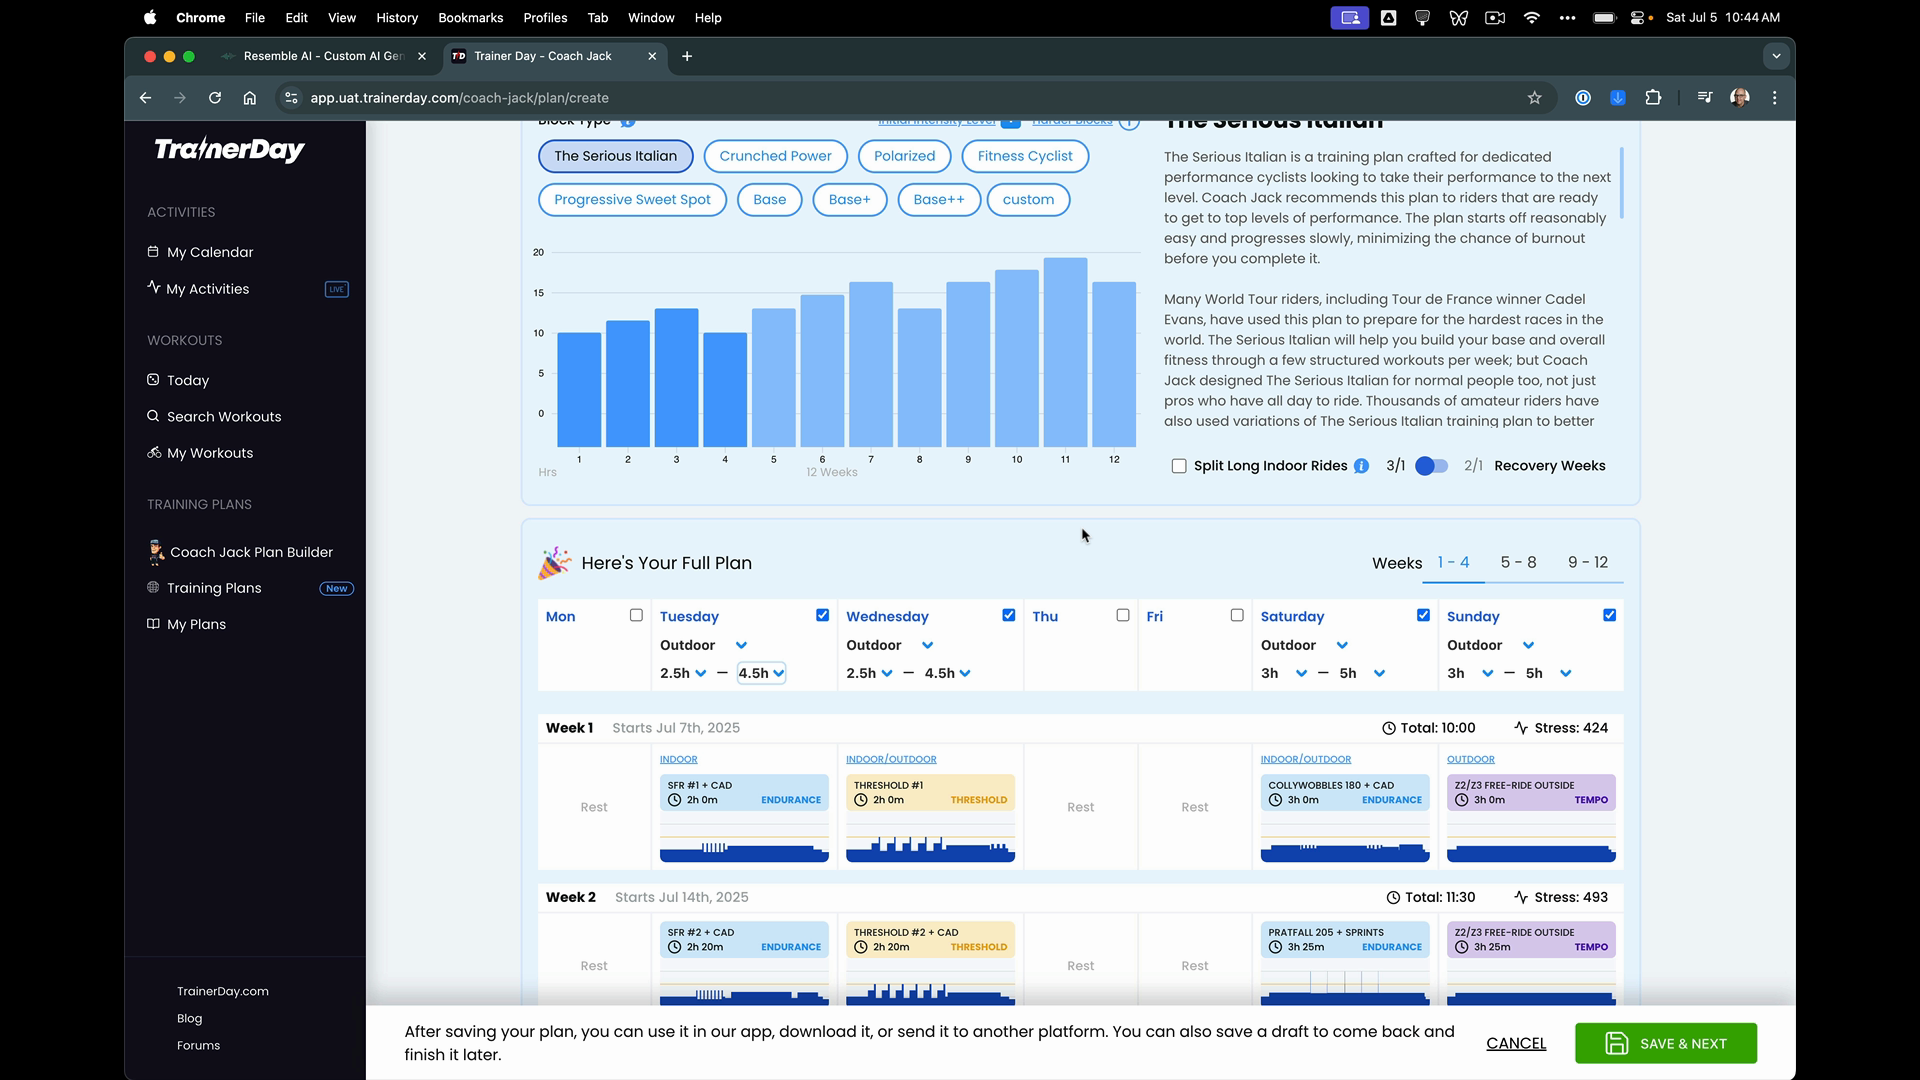 Chrome File Edit View History Bookmarks Profiles Tab Window Help
Sat Jul 5 10:44 AM
Resemble AI - Custom AI Gen
Trainer Day - Coach Jack
app.uat.trainerday.com/coach-jack/plan/create
TrainerDay
ACTIVITIES
My Calendar
My Activities
LIVE
WORKOUTS
Today
Search Workouts
My Workouts
TRAINING PLANS
Coach Jack Plan Builder
Training Plans
New
My Plans
TrainerDay.com
Blog
Forums
Block Type
Initial Intensity Level
Harder Blocks
The Serious Italian Crunched Power Polarized Fitness Cyclist
Progressive Sweet Spot Base Base+ Base++ custom
20
15
10
5
0
1 2 3 4 5 6 7 8 9 10 11 12
Hrs
12 Weeks
The Serious Italian
The Serious Italian is a training plan crafted for dedicated
performance cyclists looking to take their performance to the next
level. Coach Jack recommends this plan to riders that are ready
to get to top levels of performance. The plan starts off reasonably
easy and progresses slowly, minimizing the chance of burnout
before you complete it.
Many World Tour riders, including Tour de France winner Cadel
Evans, have used this plan to prepare for the hardest races in the
world. The Serious Italian will help you build your base and overall
fitness through a few structured workouts per week; but Coach
Jack designed The Serious Italian for normal people too, not just
pros who have all day to ride. Thousands of amateur riders have
also used variations of The Serious Italian training plan to better
Split Long Indoor Rides 3/1 2/1 Recovery Weeks
Here's Your Full Plan
Weeks 1 - 4 5 - 8 9 - 12
Mon Tuesday Wednesday Thu Fri Saturday Sunday
Outdoor Outdoor Outdoor Outdoor
2.5h — 4.5h 2.5h — 4.5h 3h — 5h 3h — 5h
Week 1 Starts Jul 7th, 2025 Total: 10:00 Stress: 424
INDOOR INDOOR/OUTDOOR INDOOR/OUTDOOR OUTDOOR
SFR #1 + CAD THRESHOLD #1 COLLYWOBBLES 180 + CAD Z2/Z3 FREE-RIDE OUTSIDE
2h 0m ENDURANCE 2h 0m THRESHOLD 3h 0m ENDURANCE 3h 0m TEMPO
Rest Rest Rest
Week 2 Starts Jul 14th, 2025 Total: 11:30 Stress: 493
SFR #2 + CAD THRESHOLD #2 + CAD PRATFALL 205 + SPRINTS Z2/Z3 FREE-RIDE OUTSIDE
2h 20m ENDURANCE 2h 20m THRESHOLD 3h 25m ENDURANCE 3h 25m TEMPO
Rest Rest Rest
After saving your plan, you can use it in our app, download it, or send it to another platform. You can also save a draft to come back and
finish it later.
CANCEL
SAVE & NEXT